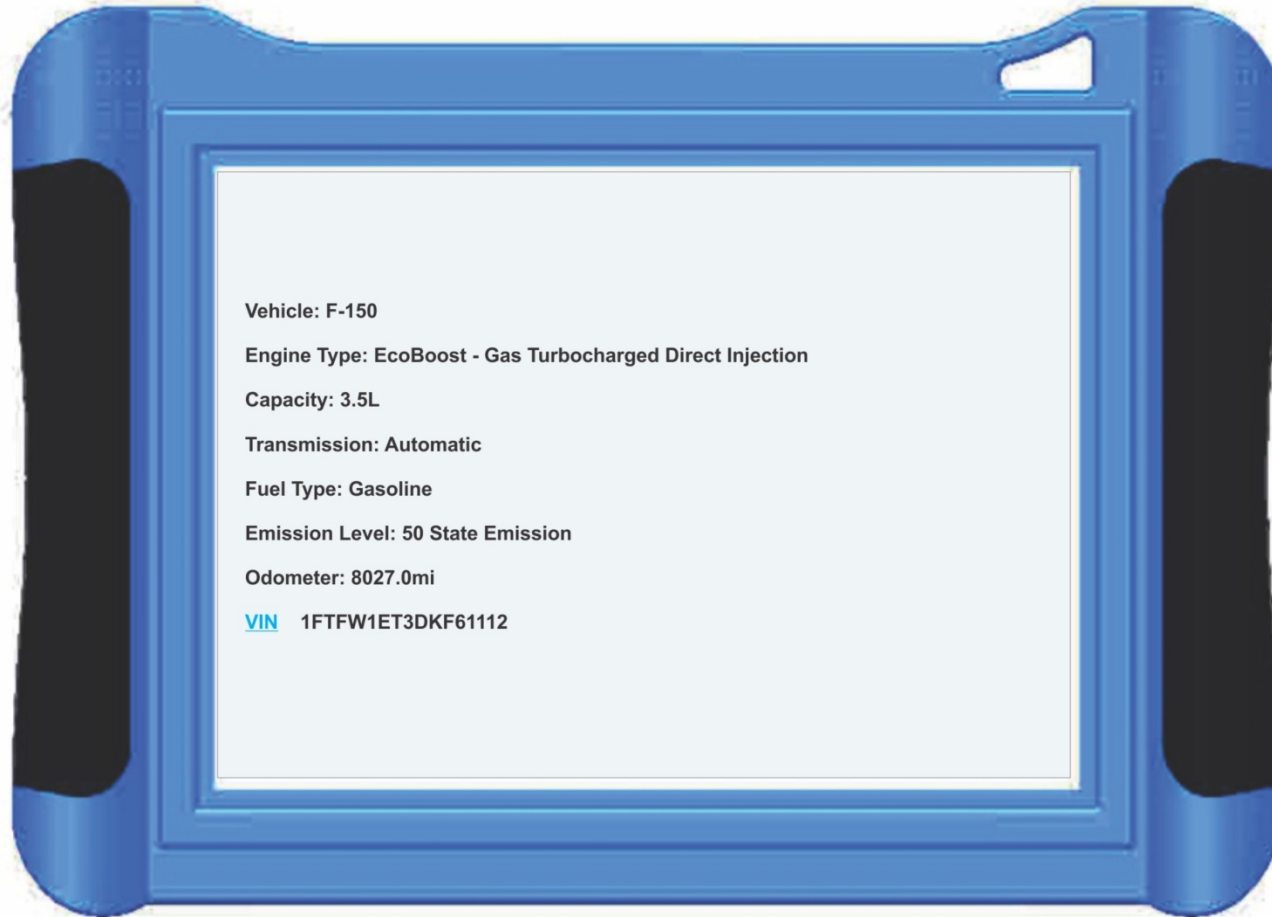 Vehicle: F-150
Engine Type: EcoBoost - Gas Turbocharged Direct Injection
Capacity: 3.5L
Transmission: Automatic
Fuel Type: Gasoline
Emission Level: 50 State Emission
Odometer: 8027.0mi
VIN 1FTFW1ET3DKF61112